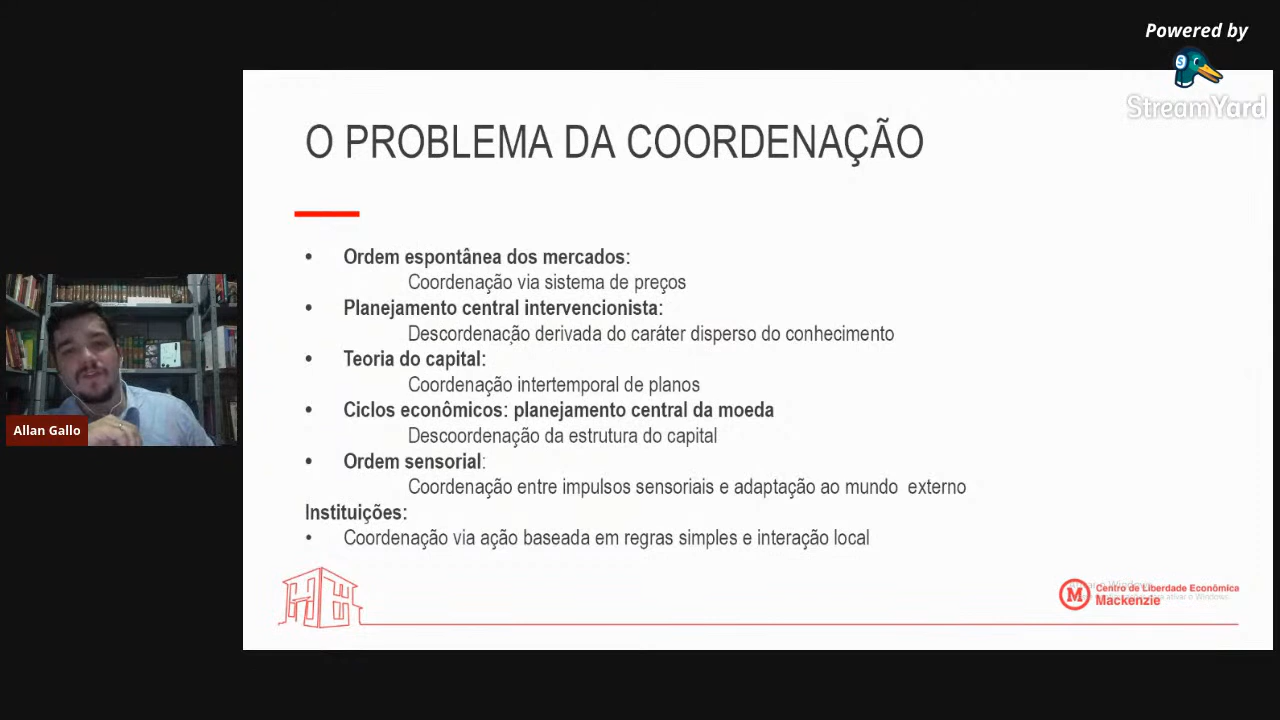 Powered by
StreamYard
O PROBLEMA DA COORDENAÇÃO
• Ordem espontânea dos mercados:
Coordenação via sistema de preços
• Planejamento central intervencionista:
Descordenação derivada do caráter disperso do conhecimento
• Teoria do capital:
Coordenação intertemporal de planos
• Ciclos econômicos: planejamento central da moeda
Descoordenação da estrutura do capital
• Ordem sensorial:
Coordenação entre impulsos sensoriais e adaptação ao mundo externo
Instituições:
• Coordenação via ação baseada em regras simples e interação local
Allan Gallo
Centro de Liberdade Econômica
Mackenzie